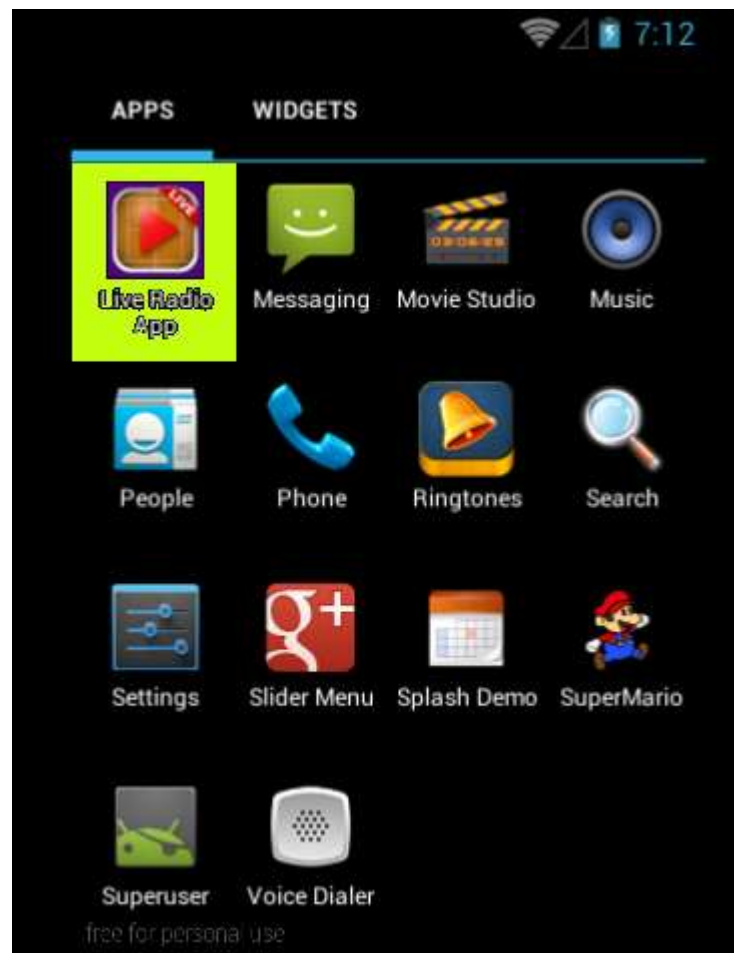 7:12
APPS WIDGETS
LIVE
Live Radio App Messaging Movie Studio Music
People Phone Ringtones Search
g+
Settings Slider Menu Splash Demo SuperMario
Superuser Voice Dialer
free for personal use